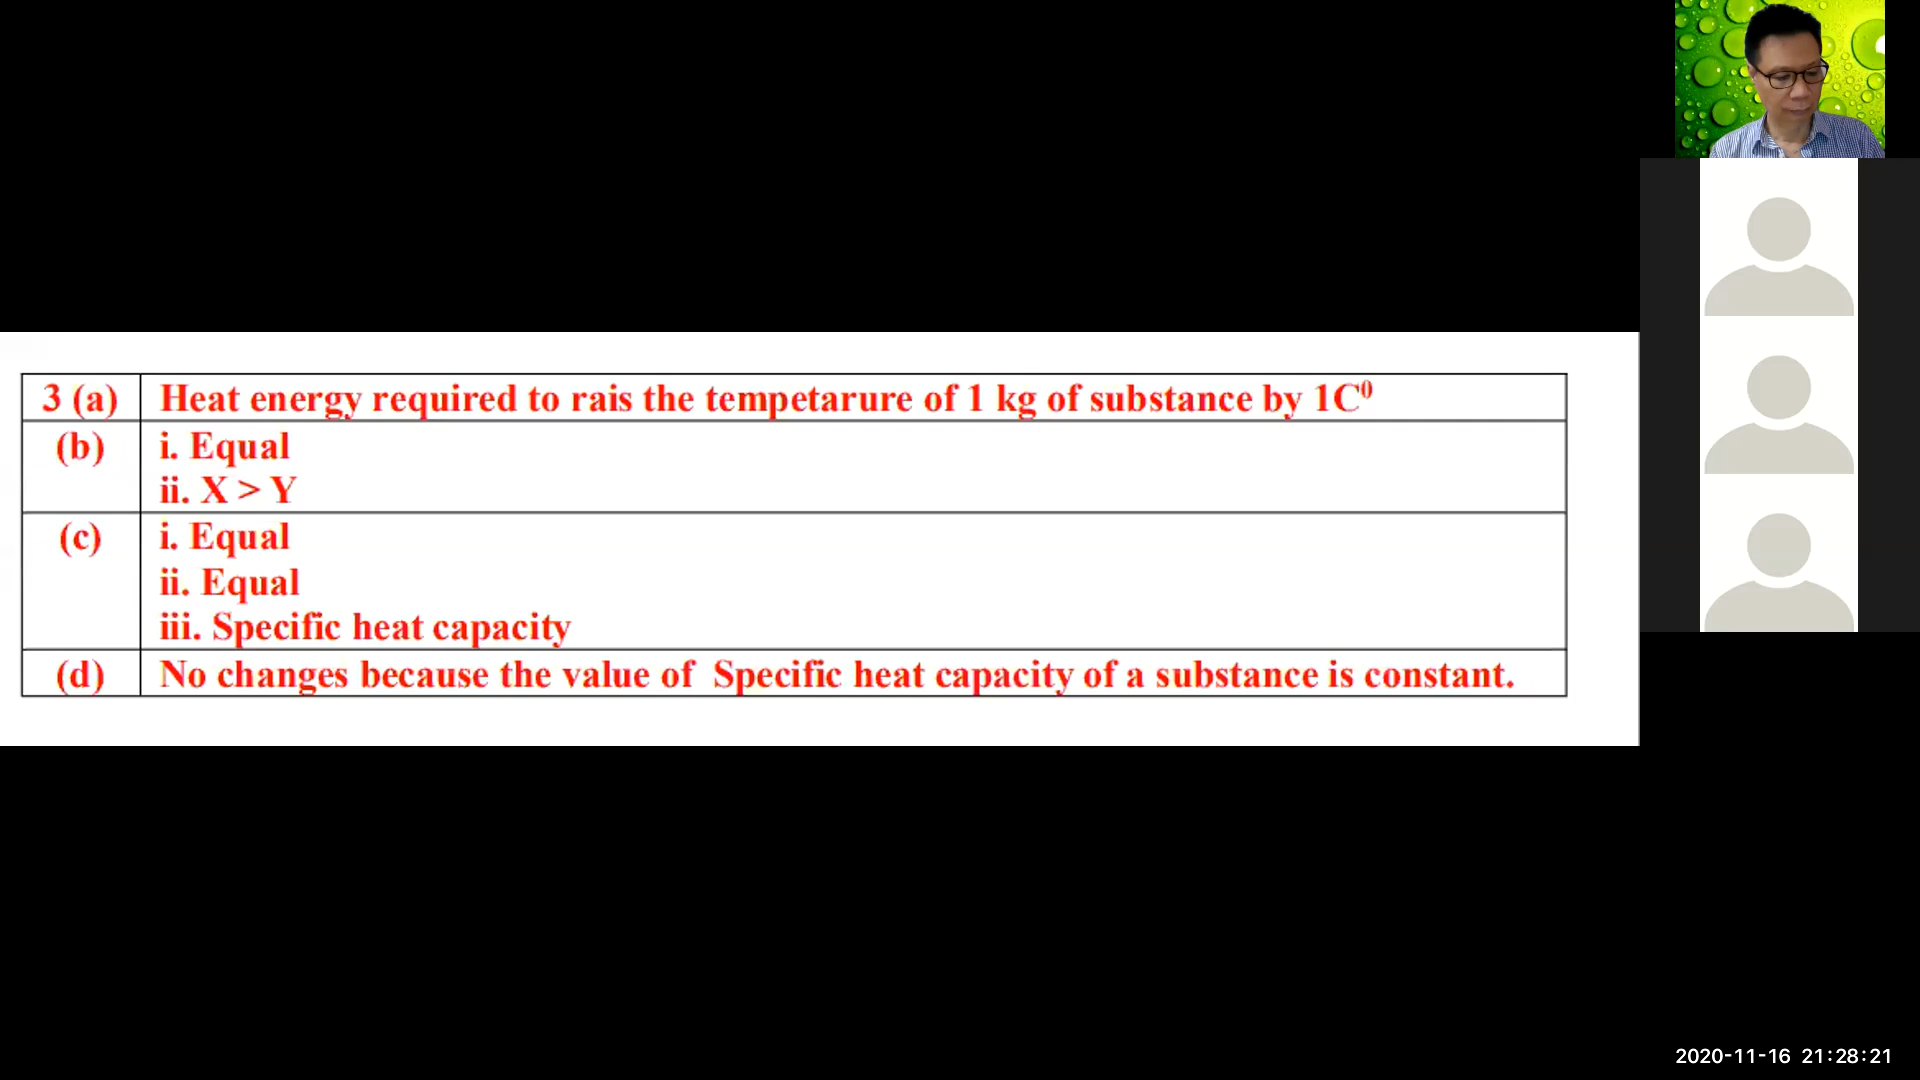 3 (a) Heat energy required to rais the tempetarure of 1 kg of substance by 1C⁰
(b) i. Equal
ii. X > Y
(c) i. Equal
ii. Equal
iii. Specific heat capacity
(d) No changes because the value of Specific heat capacity of a substance is constant.
2020-11-16 21:28:21